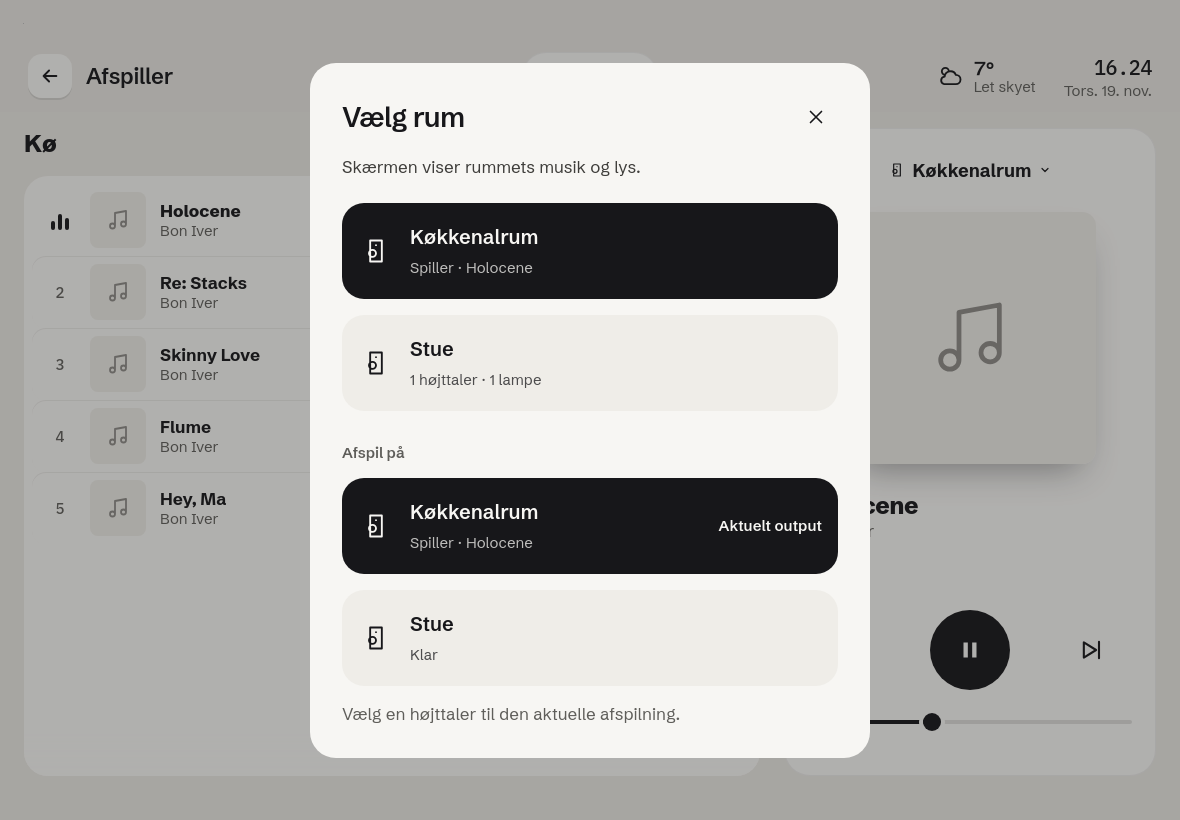 Afspiller
7°
Let skyet
16.24
Tors. 19. nov.
Kø
Holocene
Bon Iver
2
Re: Stacks
Bon Iver
3
Skinny Love
Bon Iver
4
Flume
Bon Iver
5
Hey, Ma
Bon Iver
Vælg rum
Skærmen viser rummets musik og lys.
Køkkenalrum
Spiller · Holocene
Stue
1 højttaler · 1 lampe
Afspil på
Køkkenalrum
Spiller · Holocene
Aktuelt output
Stue
Klar
Vælg en højttaler til den aktuelle afspilning.
Køkkenalrum